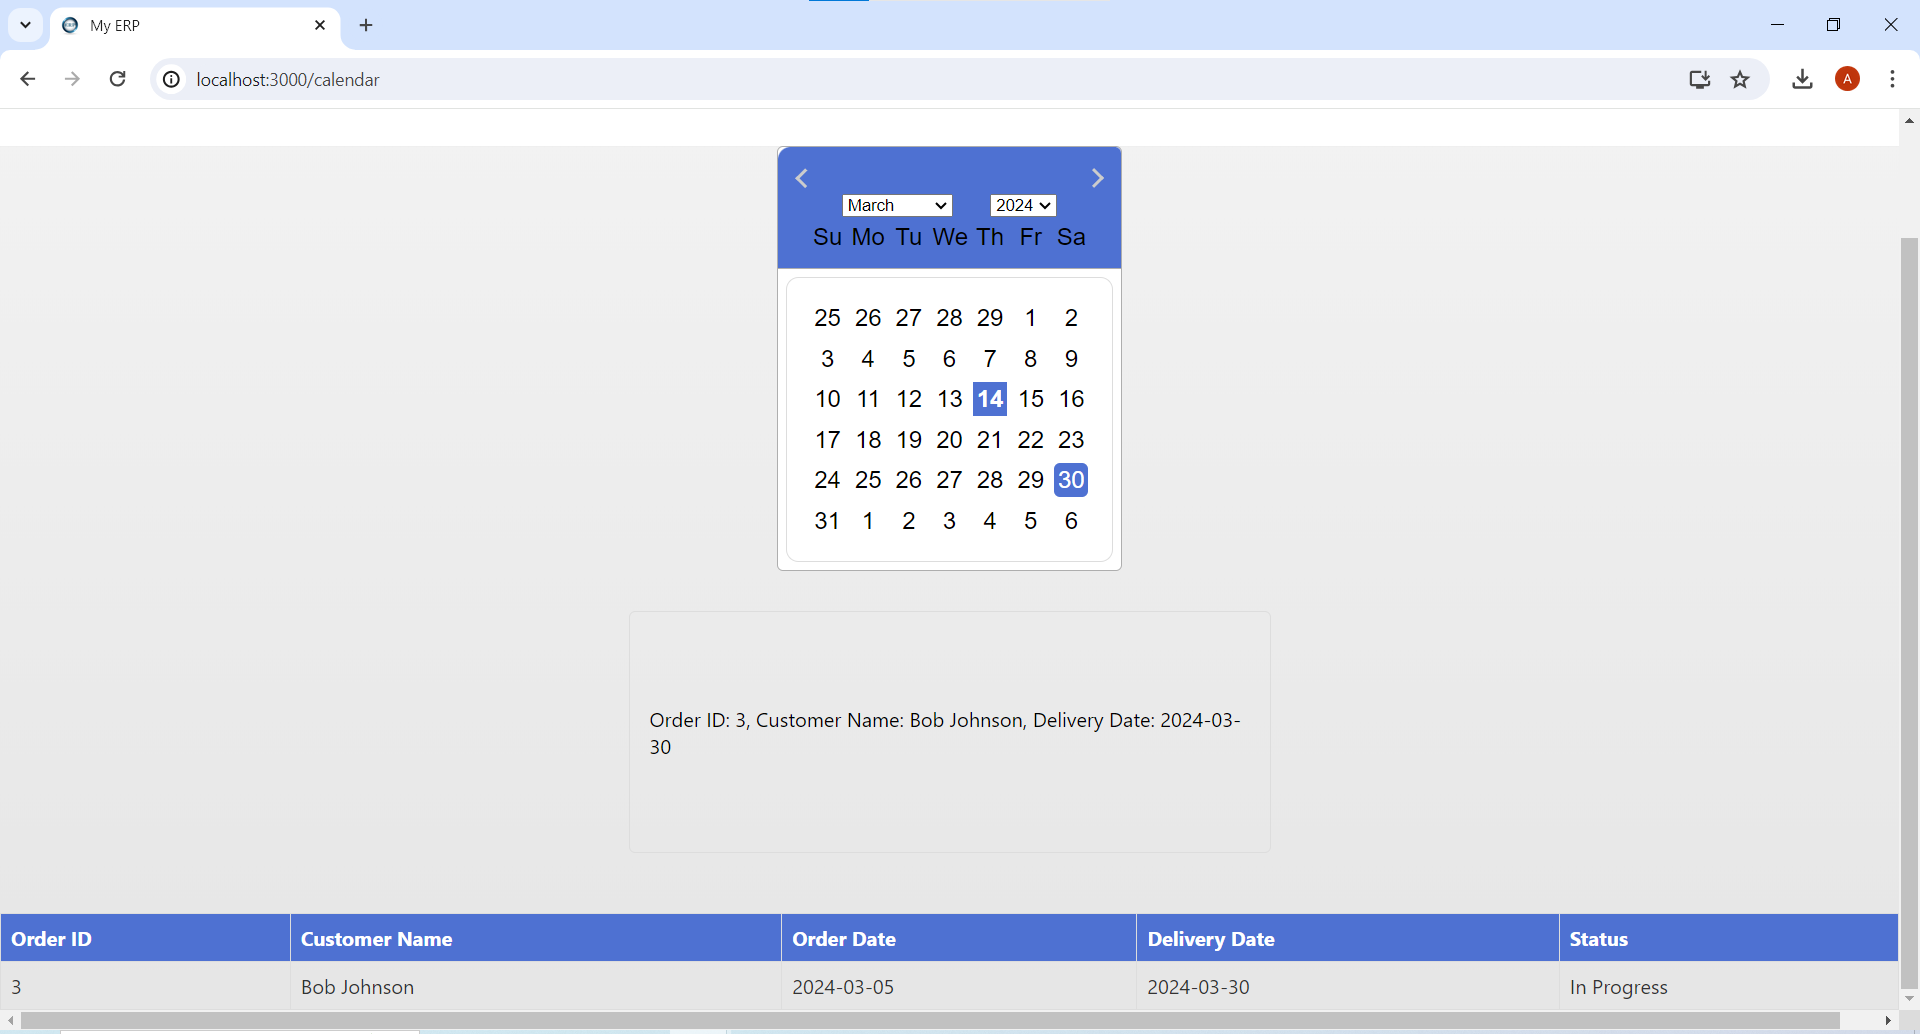 My ERP
localhost:3000/calendar
A
March 2024
Su Mo Tu We Th Fr Sa
25 26 27 28 29 1 2
3 4 5 6 7 8 9
10 11 12 13 14 15 16
17 18 19 20 21 22 23
24 25 26 27 28 29 30
31 1 2 3 4 5 6
Order ID: 3, Customer Name: Bob Johnson, Delivery Date: 2024-03-
30
Order ID Customer Name Order Date Delivery Date Status
3 Bob Johnson 2024-03-05 2024-03-30 In Progress